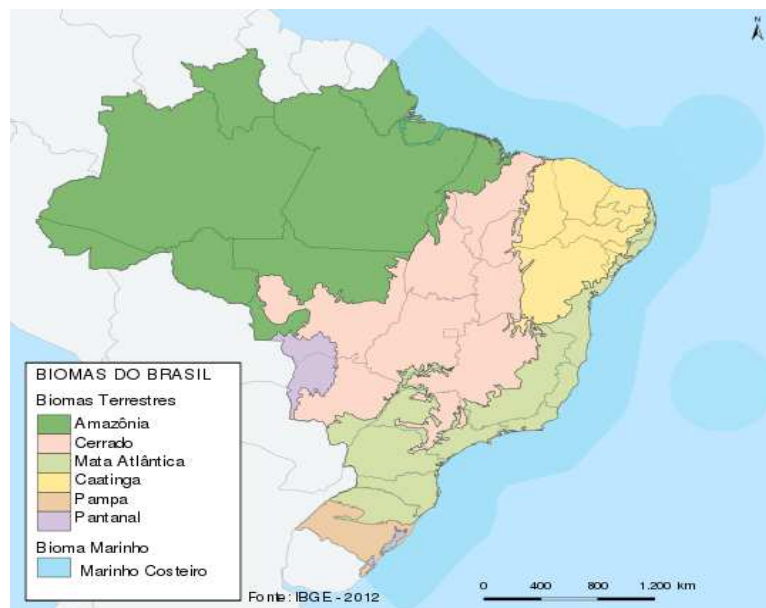 N
BIOMAS DO BRASIL
Biomas Terrestres
Amazônia
Cerrado
Mata Atlântica
Caatinga
Pampa
Pantanal
Bioma Marinho
Marinho Costeiro
Fonte: IBGE - 2012
0 400 800 1.200 km